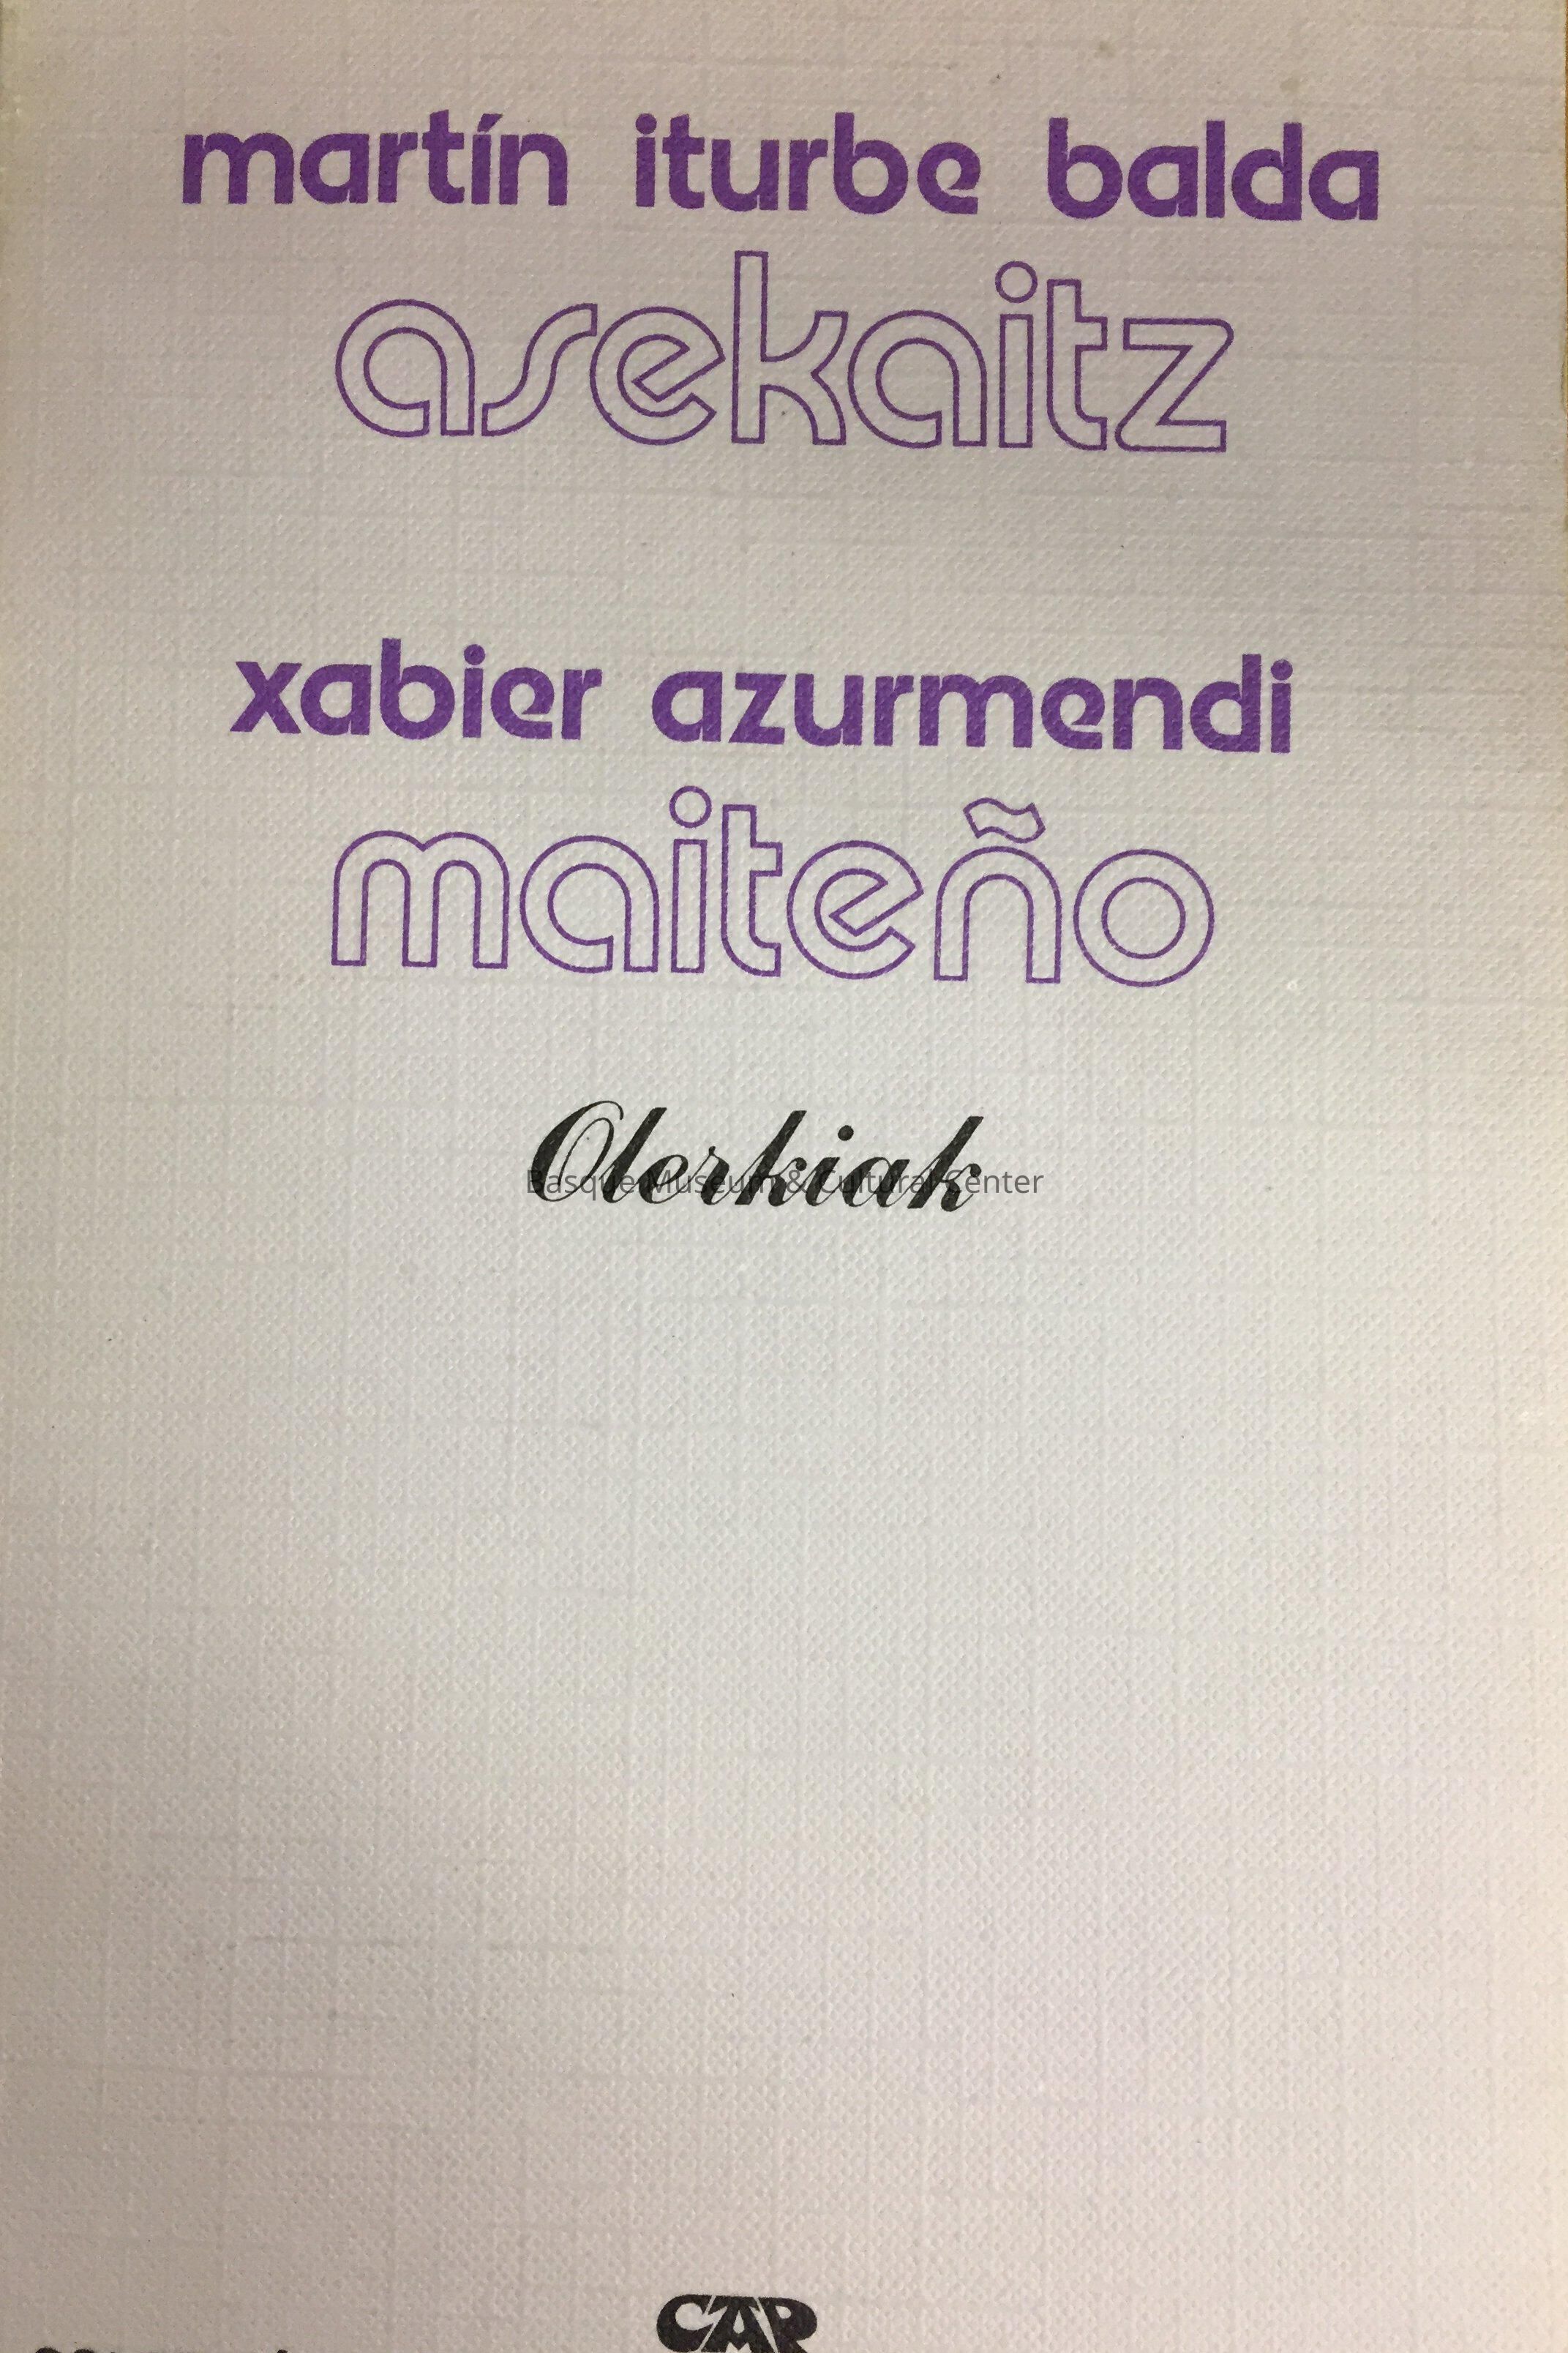 martín iturbe balda
asekaitz
xabier azurmendi
maiteño
Olerkiak
Basque Museum & Cultural Center
CAP